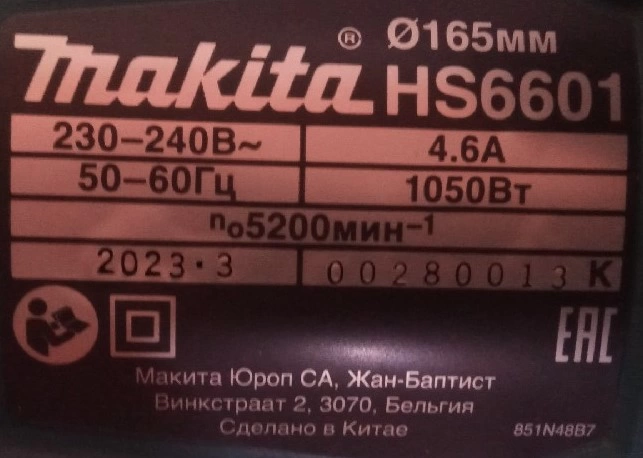 makita® Ø165мм
HS6601
230–240В~ 4.6А
50–60Гц 1050Вт
nо5200мин–1
2023・3 00280013 K
EAC
Макита Юроп СА, Жан-Баптист
Винкстраат 2, 3070, Бельгия
Сделано в Китае 851N48B7